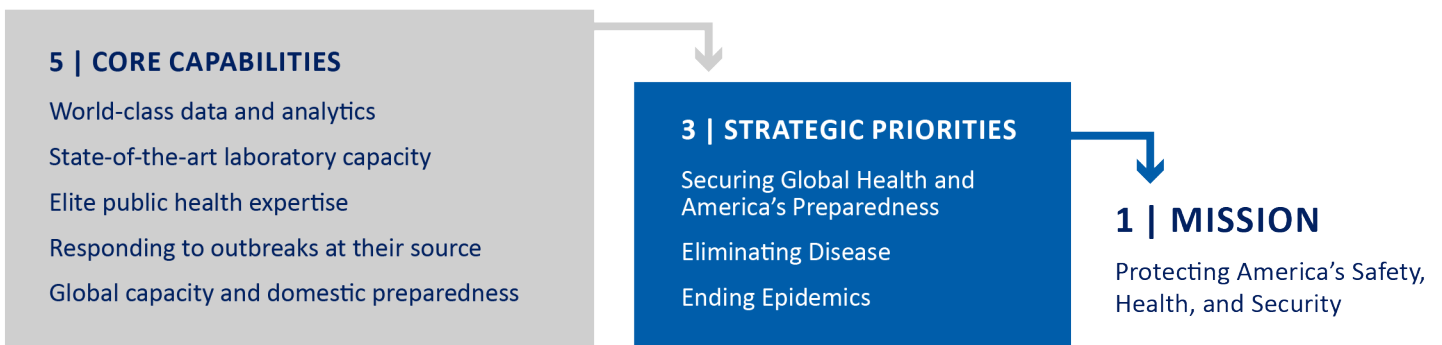 5 | CORE CAPABILITIES
World-class data and analytics
State-of-the-art laboratory capacity
Elite public health expertise
Responding to outbreaks at their source
Global capacity and domestic preparedness
3 | STRATEGIC PRIORITIES
Securing Global Health and
America’s Preparedness
Eliminating Disease
Ending Epidemics
1 | MISSION
Protecting America’s Safety,
Health, and Security